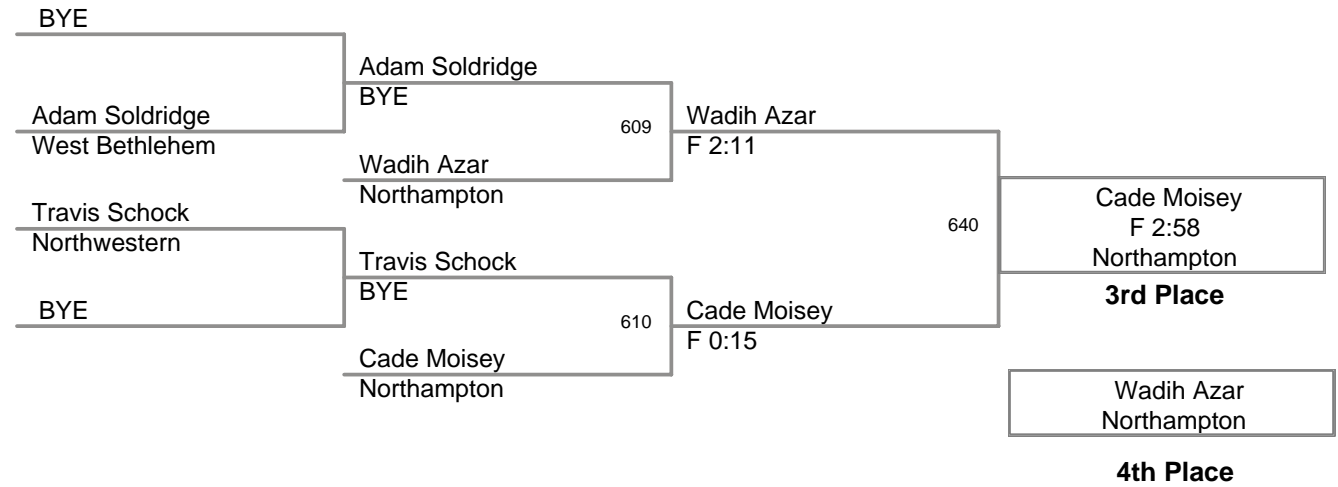 BYE
Adam Soldridge
BYE
Adam Soldridge
West Bethlehem
609
Wadih Azar
F 2:11
Wadih Azar
Northampton
Travis Schock
Northwestern
640
Cade Moisey
F 2:58
Northampton
3rd Place
Travis Schock
BYE
BYE
610
Cade Moisey
F 0:15
Cade Moisey
Northampton
Wadih Azar
Northampton
4th Place